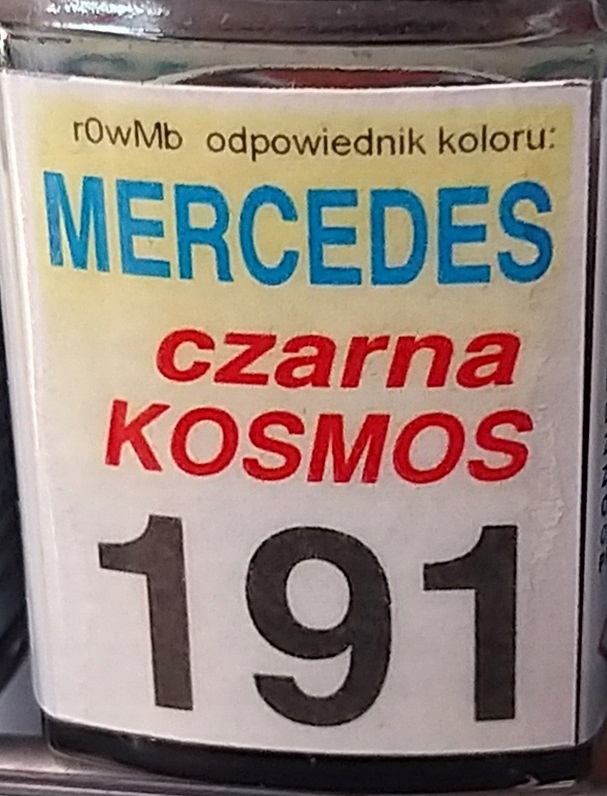 r0wMb odpowiednik koloru:
MERCEDES
czarna
KOSMOS
191